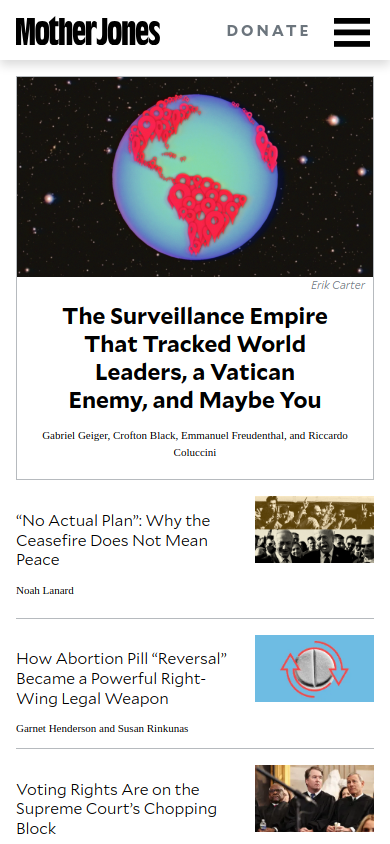 Mother Jones
DONATE
Erik Carter
The Surveillance Empire
That Tracked World
Leaders, a Vatican
Enemy, and Maybe You
Gabriel Geiger, Crofton Black, Emmanuel Freudenthal, and Riccardo
Coluccini
“No Actual Plan”: Why the
Ceasefire Does Not Mean
Peace
Noah Lanard
How Abortion Pill “Reversal”
Became a Powerful Right-
Wing Legal Weapon
Garnet Henderson and Susan Rinkunas
Voting Rights Are on the
Supreme Court’s Chopping
Block